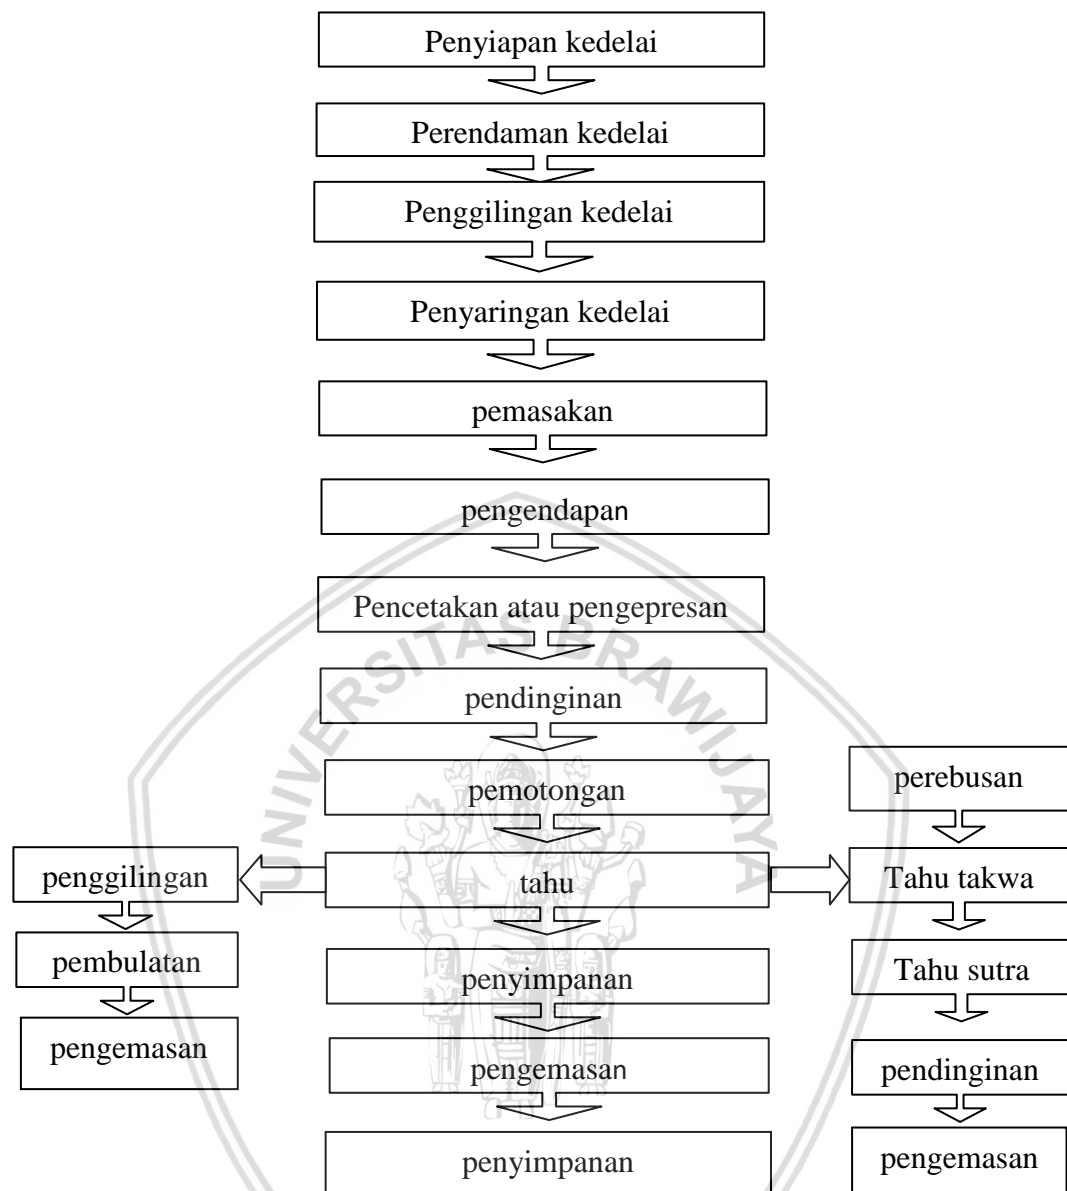 Penyiapan kedelai
Perendaman kedelai
Penggilingan kedelai
Penyaringan kedelai
pemasakan
pengendapan
Pencetakan atau pengepresan
UNIVERSITAS BRAWIJAYA
pendinginan
pemotongan
perebusan
penggilingan
tahu
Tahu takwa
pembulatan
penyimpanan
Tahu sutra
pengemasan
pengemasan
pendinginan
penyimpanan
pengemasan